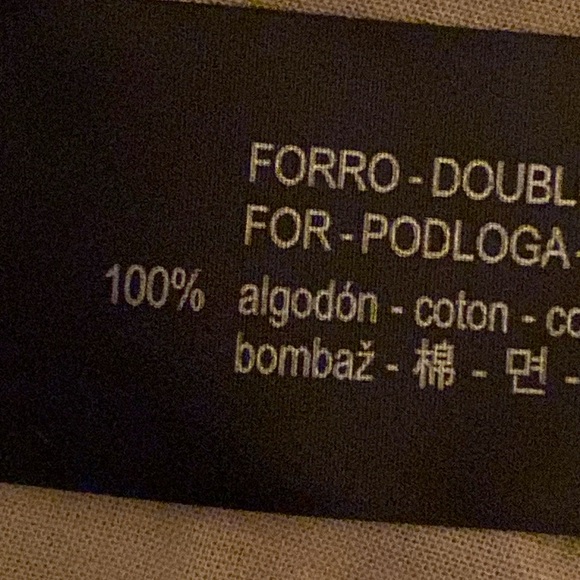 FORRO - DOUBL
FOR - PODLOGA -
100% algodón - coton - co
bombaž - 棉 - 면 -